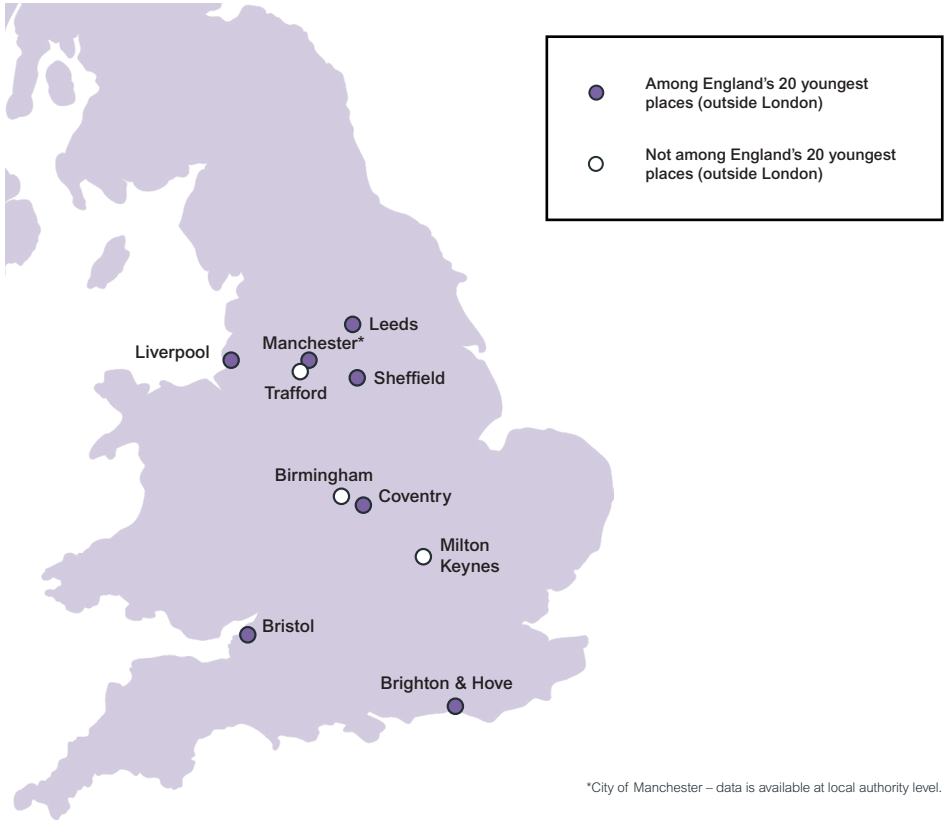 Among England's 20 youngest
places (outside London)
Not among England's 20 youngest
places (outside London)
Leeds
Manchester*
Liverpool
Sheffield
Trafford
Birmingham
Coventry
Milton
Keynes
Bristol
Brighton & Hove
*City of Manchester – data is available at local authority level.